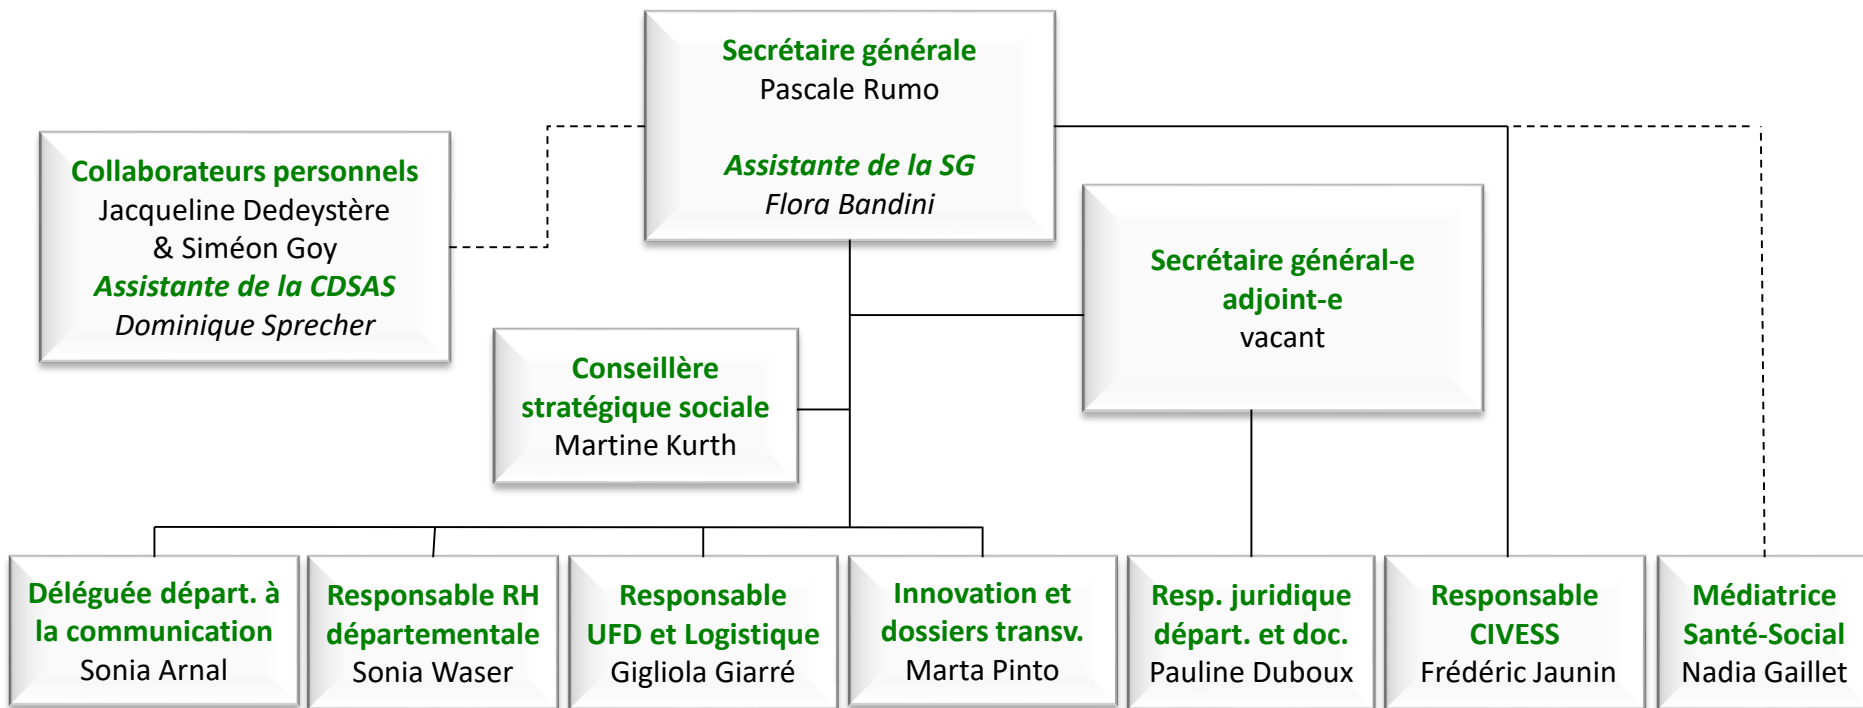 Secrétaire générale
Pascale Rumo
Assistante de la SG
Flora Bandini
Collaborateurs personnels
Jacqueline Dedeystère
& Siméon Goy
Assistante de la CDSAS
Dominique Sprecher
Secrétaire général-e
adjoint-e
vacant
Conseillère
stratégique sociale
Martine Kurth
Déléguée départ. à
la communication
Sonia Arnal
Responsable RH
départementale
Sonia Waser
Responsable
UFD et Logistique
Gigliola Giarré
Innovation et
dossiers transv.
Marta Pinto
Resp. juridique
départ. et doc.
Pauline Duboux
Responsable
CIVESS
Frédéric Jaunin
Médiatrice
Santé-Social
Nadia Gaillet